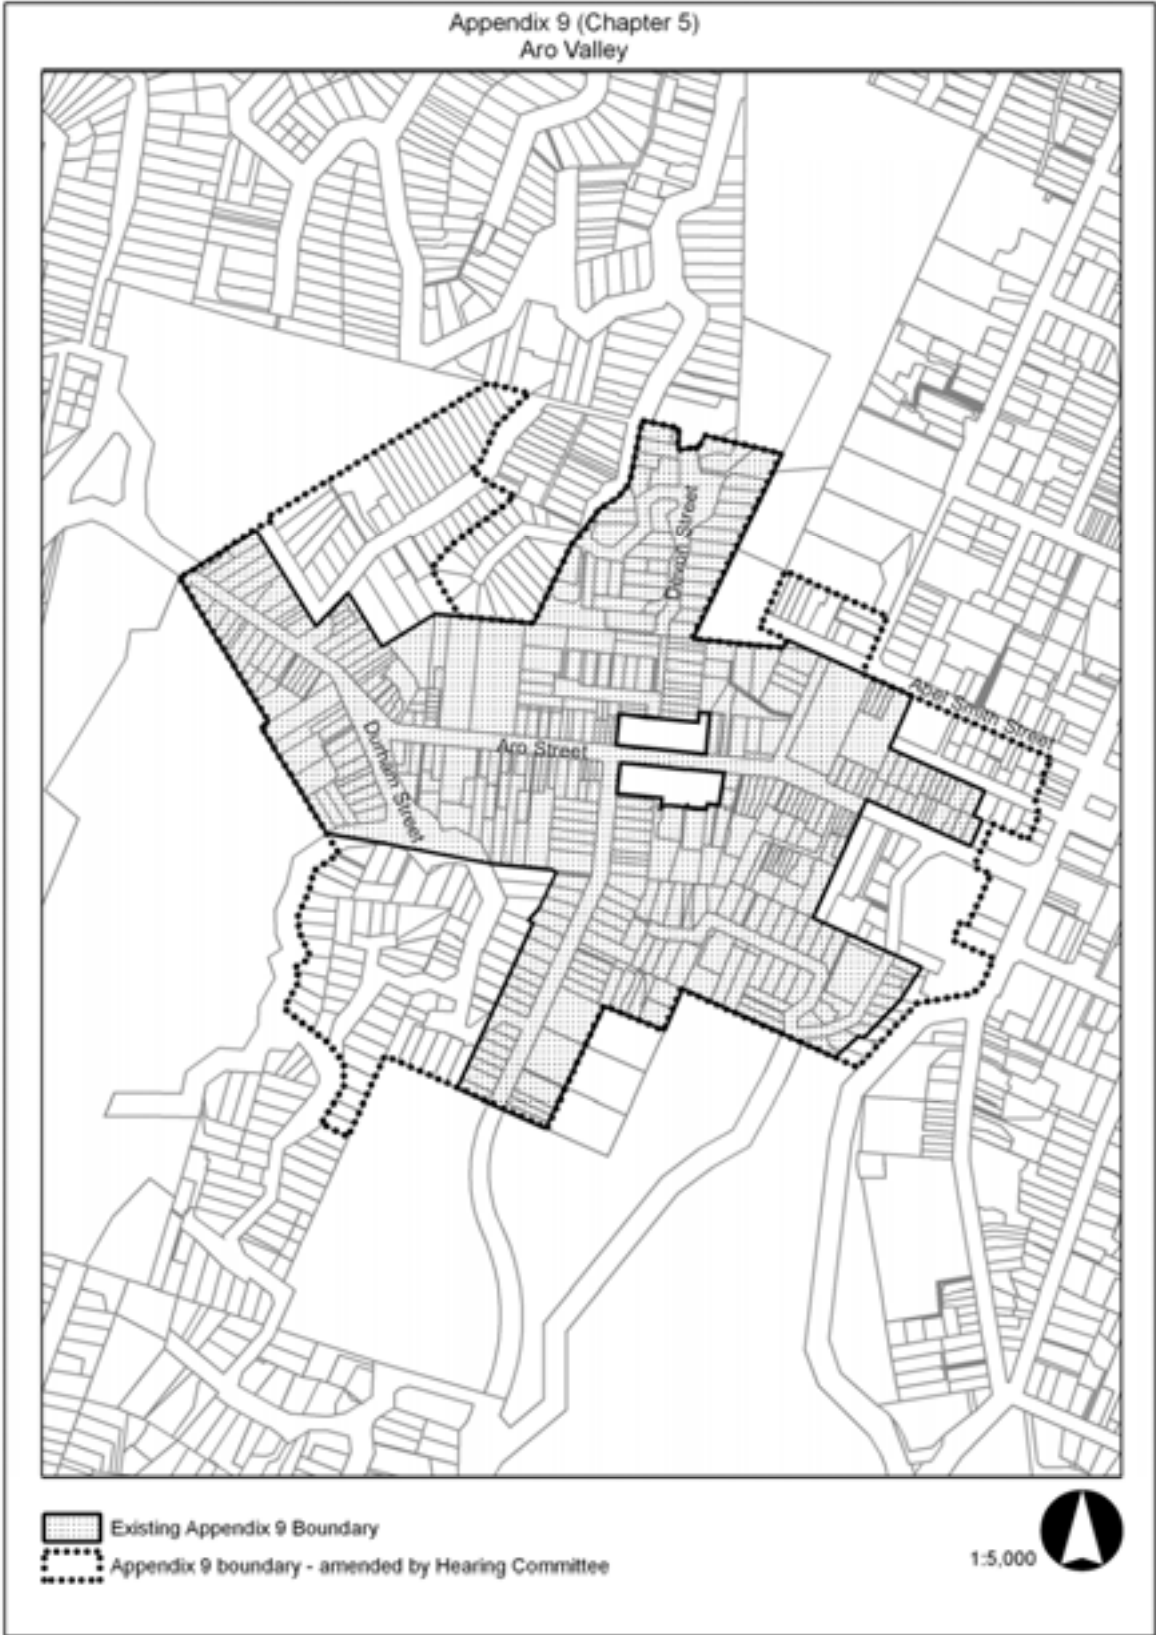 Appendix 9 (Chapter 5)
Aro Valley
Devon Street
Abel Smith Street
Aro Street
Durham Street
Existing Appendix 9 Boundary
Appendix 9 boundary - amended by Hearing Committee
1:5,000